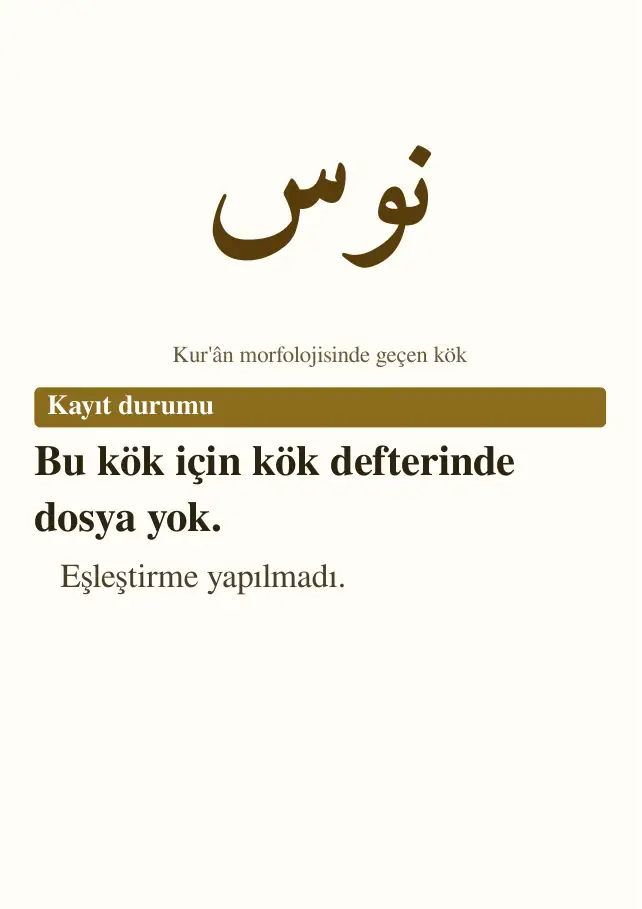 نوس
Kur'ân morfolojisinde geçen kök
Kayıt durumu
Bu kök için kök defterinde
dosya yok.
Eşleştirme yapılmadı.